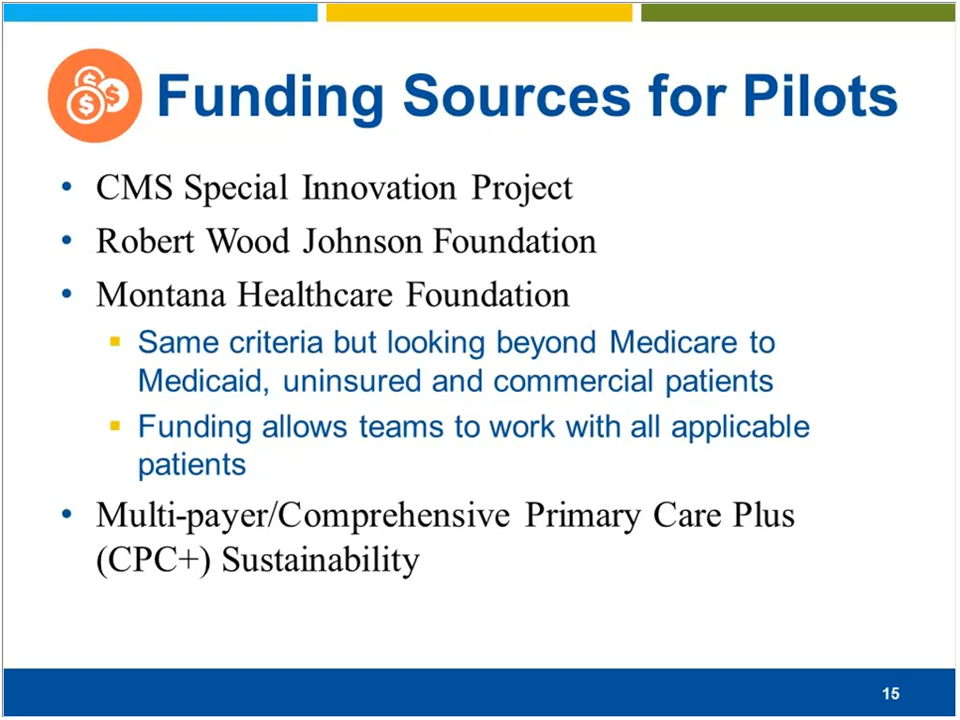 Funding Sources for Pilots
• CMS Special Innovation Project
• Robert Wood Johnson Foundation
• Montana Healthcare Foundation
▪ Same criteria but looking beyond Medicare to
Medicaid, uninsured and commercial patients
▪ Funding allows teams to work with all applicable
patients
• Multi-payer/Comprehensive Primary Care Plus
(CPC+) Sustainability
15